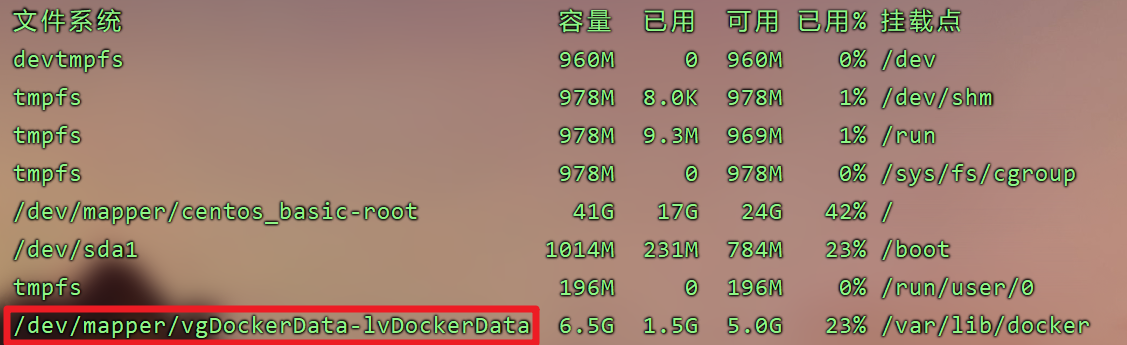 文件系统 容量 已用 可用 已用% 挂载点
devtmpfs 960M 0 960M 0% /dev
tmpfs 978M 8.0K 978M 1% /dev/shm
tmpfs 978M 9.3M 969M 1% /run
tmpfs 978M 0 978M 0% /sys/fs/cgroup
/dev/mapper/centos_basic-root 41G 17G 24G 42% /
/dev/sda1 1014M 231M 784M 23% /boot
tmpfs 196M 0 196M 0% /run/user/0
/dev/mapper/vgDockerData-lvDockerData 6.5G 1.5G 5.0G 23% /var/lib/docker